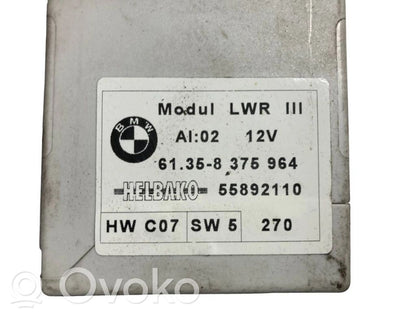 BMW
Modul LWR III
AI:02 12V
61.35-8 375 964
HELBAKO 55892110
HW C07 SW 5 270
OVOKO